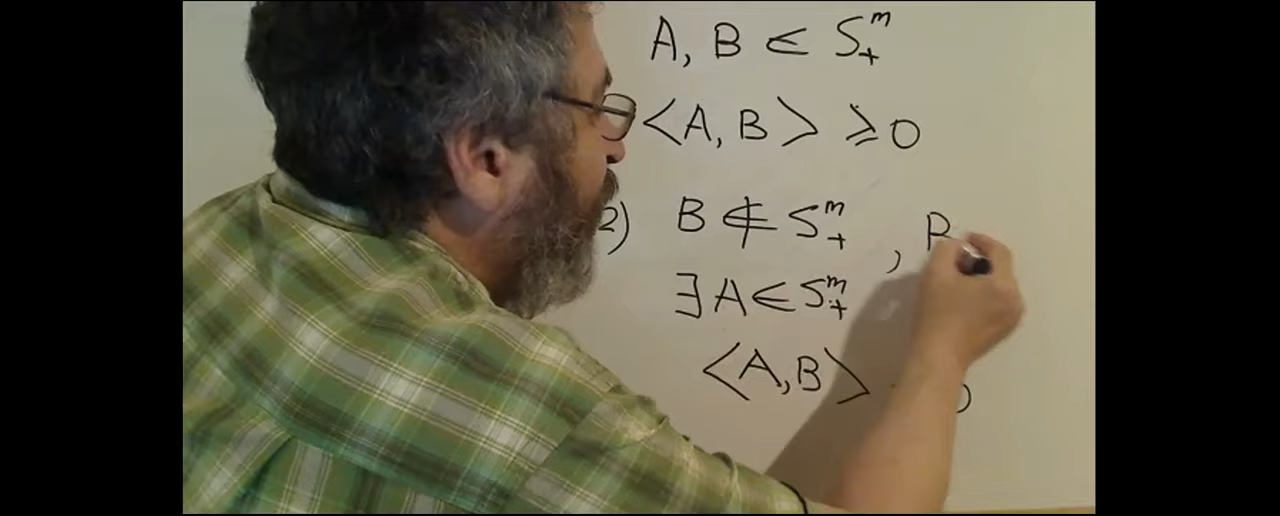 A, B ∈ S₊ᵐ
<A, B> ⩾ 0
2) B ∉ S₊ᵐ , B
∃ A ∈ S₊ᵐ
<A, B>